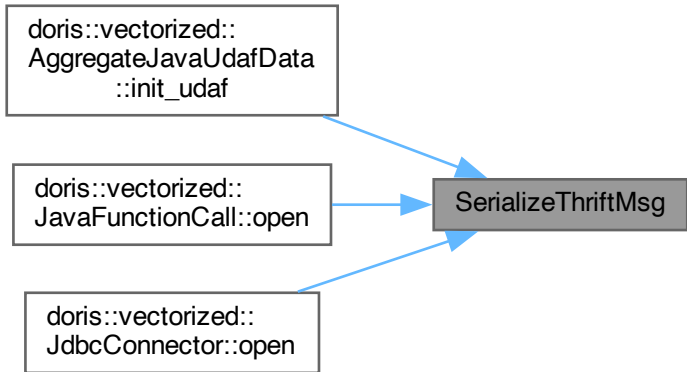 doris::vectorized::
AggregateJavaUdafData
::init_udaf
doris::vectorized::
JavaFunctionCall::open
SerializeThriftMsg
doris::vectorized::
JdbcConnector::open